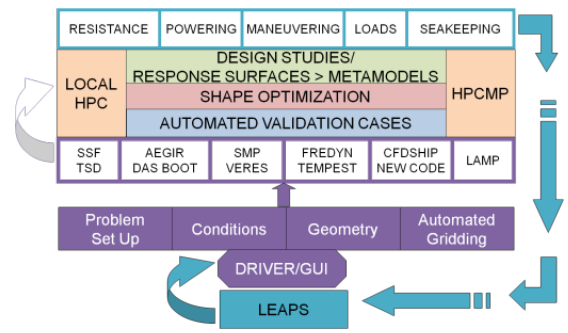 RESISTANCE POWERING MANEUVERING LOADS SEAKEEPING
DESIGN STUDIES/
RESPONSE SURFACES > METAMODELS
LOCAL
HPC
SHAPE OPTIMIZATION
HPCMP
AUTOMATED VALIDATION CASES
SSF AEGIR SMP FREDYN CFDSHIP LAMP
TSD DAS BOOT VERES TEMPEST NEW CODE
Problem Conditions Geometry Automated
Set Up Gridding
DRIVER/GUI
LEAPS